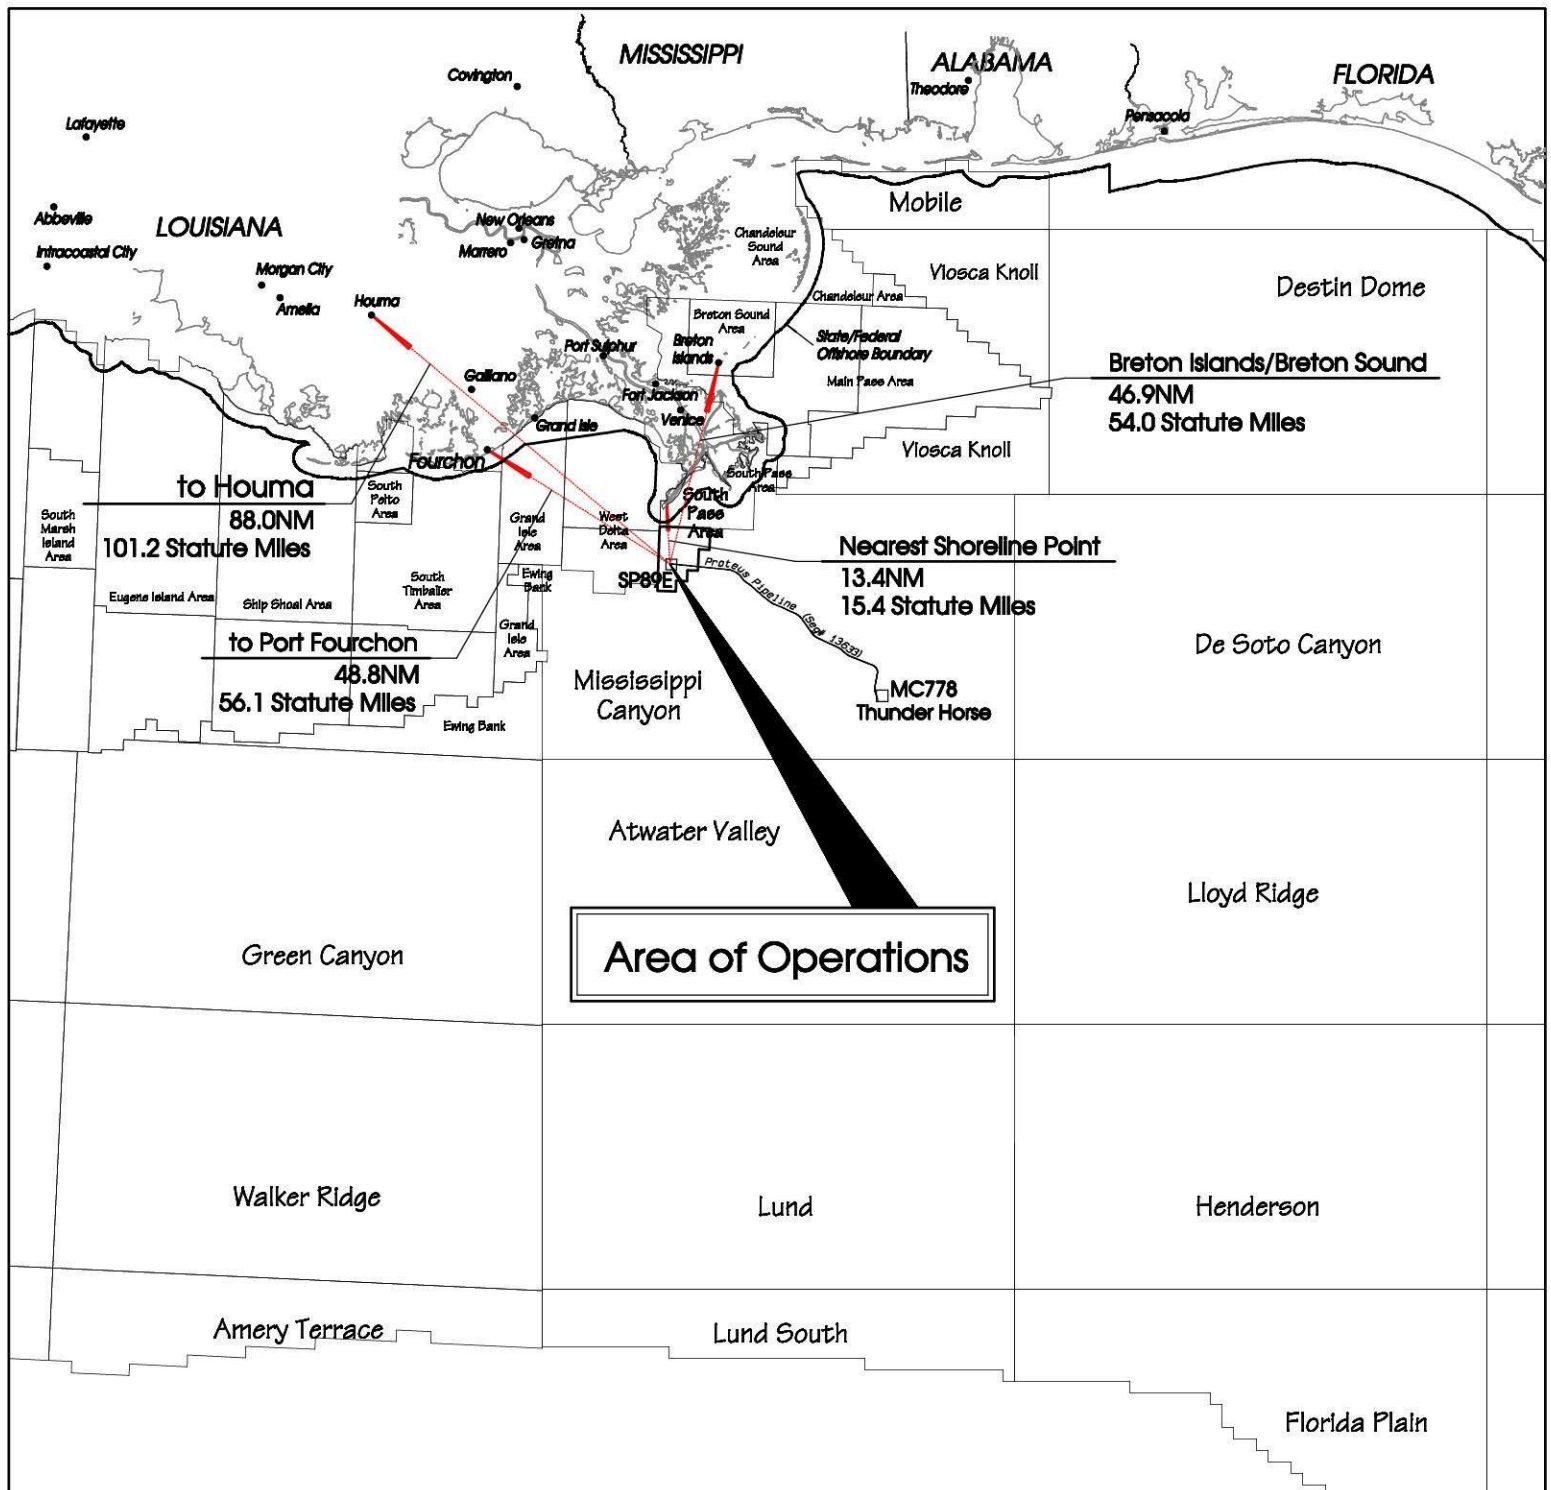 MISSISSIPPI
ALABAMA
FLORIDA
Covington
Theodore
Pensacola
Lafayette
Abbeville
LOUISIANA
Intracoastal City
New Orleans
Marrero
Gretna
Morgan City
Amelia
Houma
Mobile
Chandeleur
Sound
Area
Viosca Knoll
Destin Dome
Chandeleur Area
Breton Sound
Area
Port Sulphur
Breton
Islands
State/Federal
Offshore Boundary
Main Pass Area
Breton Islands/Breton Sound
46.9NM
54.0 Statute Miles
Galliano
Fort Jackson
Venice
Grand Isle
Fourchon
Viosca Knoll
South Pass
Area
to Houma
88.0NM
101.2 Statute Miles
South
Pelto
Area
South
Marsh
Island
Area
Grand
Isle
Area
West
Delta
Area
South
Pass
Area
Nearest Shoreline Point
13.4NM
15.4 Statute Miles
SP89E
Proteus Pipeline (Seg# 13633)
Ewing
Bank
South
Timbalier
Area
Eugene Island Area
Ship Shoal Area
Grand
Isle
Area
to Port Fourchon
48.8NM
56.1 Statute Miles
De Soto Canyon
Mississippi
Canyon
MC778
Thunder Horse
Ewing Bank
Atwater Valley
Lloyd Ridge
Green Canyon
Area of Operations
Walker Ridge
Lund
Henderson
Amery Terrace
Lund South
Florida Plain